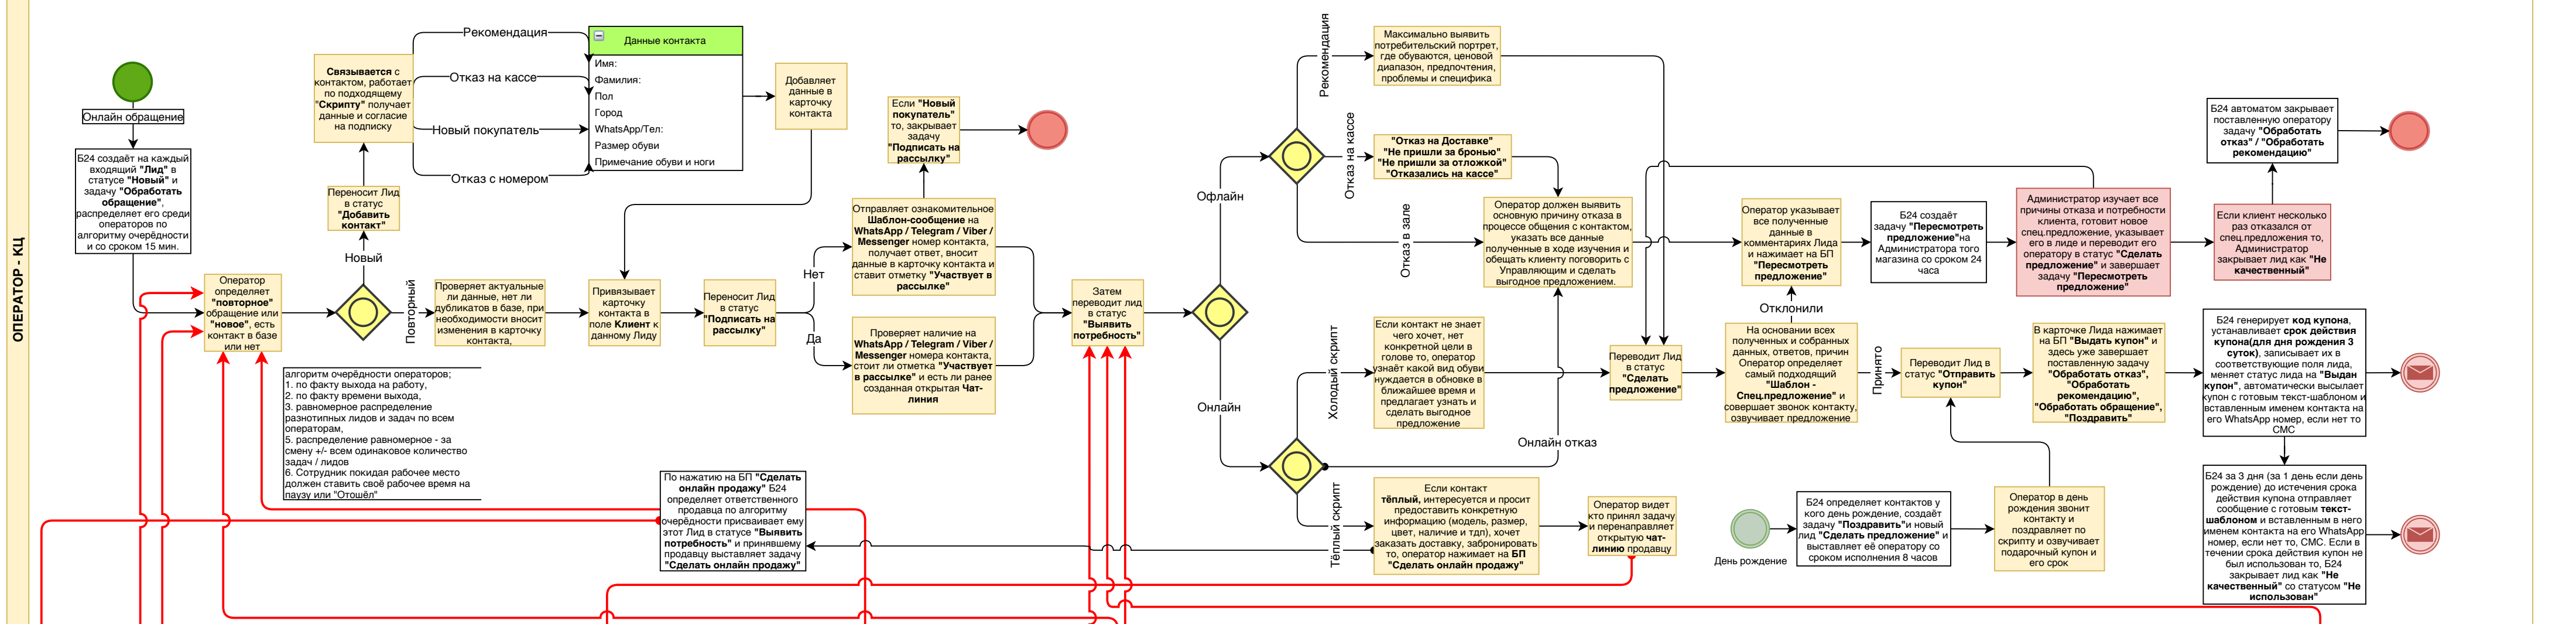 ОПЕРАТОР - КЦ
Онлайн обращение
Б24 создаёт на каждый
входящий "Лид" в
статусе "Новый" и
задачу "Обработать
обращение",
распределяет его среди
операторов по
алгоритму очерёдности
и со сроком 15 мин.
Оператор
определяет
"повторное"
обращение или
"новое", есть
контакт в базе
или нет
алгоритм очерёдности операторов;
1. по факту выхода на работу,
2. по факту времени выхода,
3. равномерное распределение
разнотипных лидов и задач по всем
операторам,
5. распределение равномерное - за
смену +/- всем одинаковое количество
задач / лидов
6. Сотрудник покидая рабочее место
должен ставить своё рабочее время на
паузу или "Отошёл"
Новый
Повторный
Переносит Лид
в статус
"Добавить
контакт"
Связывается с
контактом, работает
по подходящему
"Скрипту" получает
данные и согласие
на подписку
Рекомендация
Отказ на кассе
Новый покупатель
Отказ с номером
Данные контакта
Имя:
Фамилия:
Пол
Город
WhatsApp/Тел:
Размер обуви
Примечание обуви и ноги
Добавляет
данные в
карточку
контакта
Проверяет актуальные
ли данные, нет ли
дубликатов в базе, при
необходимости вносит
изменения в карточку
контакта,
Привязывает
карточку
контакта в
поле Клиент к
данному Лиду
Переносит Лид
в статус
"Подписать на
рассылку"
Нет
Да
Если "Новый
покупатель"
то, закрывает
задачу
"Подписать на
рассылку"
Отправляет ознакомительное
Шаблон-сообщение на
WhatsApp / Telegram / Viber /
Messenger номер контакта,
получает ответ, вносит
данные в карточку контакта и
ставит отметку "Участвует в
рассылке"
Проверяет наличие на
WhatsApp / Telegram / Viber /
Messenger номера контакта,
стоит ли отметка "Участвует
в рассылке" и есть ли ранее
созданная открытая Чат-
линия
Затем
переводит лид
в статус
"Выявить
потребность"
По нажатию на БП "Сделать
онлайн продажу" Б24
определяет ответственного
продавца по алгоритму
очерёдности присваивает ему
этот Лид в статусе "Выявить
потребность" и принявшему
продавцу выставляет задачу
"Сделать онлайн продажу"
Офлайн
Онлайн
Рекомендация
Отказ на кассе
Отказ в зале
Холодый скрипт
Тёплый скрипт
Онлайн отказ
Максимально выявить
потребительский портрет,
где обуваются, ценовой
диапазон, предпочтения,
проблемы и специфика
"Отказ на Доставке"
"Не пришли за бронью"
"Не пришли за отложкой"
"Отказались на кассе"
Оператор должен выявить
основную причину отказа в
процессе общения с контактом,
указать все данные
полученные в ходе изучения и
обещать клиенту поговорить с
Управляющим и сделать
выгодное предложением.
Если контакт не знает
чего хочет, нет
конкретной цели в
голове то, оператор
узнаёт какой вид обуви
нуждается в обновке в
ближайшее время и
предлагает узнать и
сделать выгодное
предложение
Если контакт
тёплый, интересуется и просит
предоставить конкретную
информацию (модель, размер,
цвет, наличие и тдп), хочет
заказать доставку, забронировать
то, оператор нажимает на БП
"Сделать онлайн продажу"
Оператор видет
кто принял задачу
и перенаправляет
открытую чат-
линию продавцу
Переводит Лид
в статус
"Сделать
предложение"
Оператор указывает
все полученные
данные в
комментариях Лида
и нажимает на БП
"Пересмотреть
предложение"
Отклонили
На основании всех
полученных и собранных
данных, ответов, причин
Оператор определяет
самый подходящий
"Шаблон -
Спец.предложение" и
совершает звонок контакту,
озвучивает предложение
Принято
Б24 создаёт
задачу "Пересмотреть
предложение"на
Администратора того
магазина со сроком 24
часа
Администратор изучает все
причины отказа и потребности
клиента, готовит новое
спец.предложение, указывает
его в лиде и переводит его
оператору в статус "Сделать
предложение" и завершает
задачу "Пересмотреть
предложение"
Б24 автоматом закрывает
поставленную оператору
задачу "Обработать
отказ" / "Обработать
рекомендацию"
Если клиент несколько
раз отказался от
спец.предложения то,
Администратор
закрывает лид как "Не
качественный"
Переводит Лид в
статус "Отправить
купон"
В карточке Лида нажимает
на БП "Выдать купон" и
здесь уже завершает
поставленную задачу
"Обработать отказ",
"Обработать
рекомендацию",
"Обработать обращение",
"Поздравить"
Б24 генерирует код купона,
устанавливает срок действия
купона(для дня рождения 3
суток), записывает их в
соответствующие поля лида,
меняет статус лида на "Выдан
купон", автоматически высылает
купон с готовым текст-шаблоном и
вставленным именем контакта на
его WhatsApp номер, если нет то
СМС
День рождение
Б24 определяет контактов у
кого день рождение, создаёт
задачу "Поздравить"и новый
лид "Сделать предложение" и
выставляет её оператору со
сроком исполнения 8 часов
Оператор в день
рождения звонит
контакту и
поздравляет по
скрипту и озвучивает
подарочный купон и
его срок
Б24 за 3 дня (за 1 день если день
рождение) до истечения срока
действия купона отправляет
сообщение с готовым текст-
шаблоном и вставленным в него
именем контакта на его WhatsApp
номер, если нет то, СМС. Если в
течении срока действия купон не
был использован то, Б24
закрывает лид как "Не
качественный" со статусом "Не
использован"